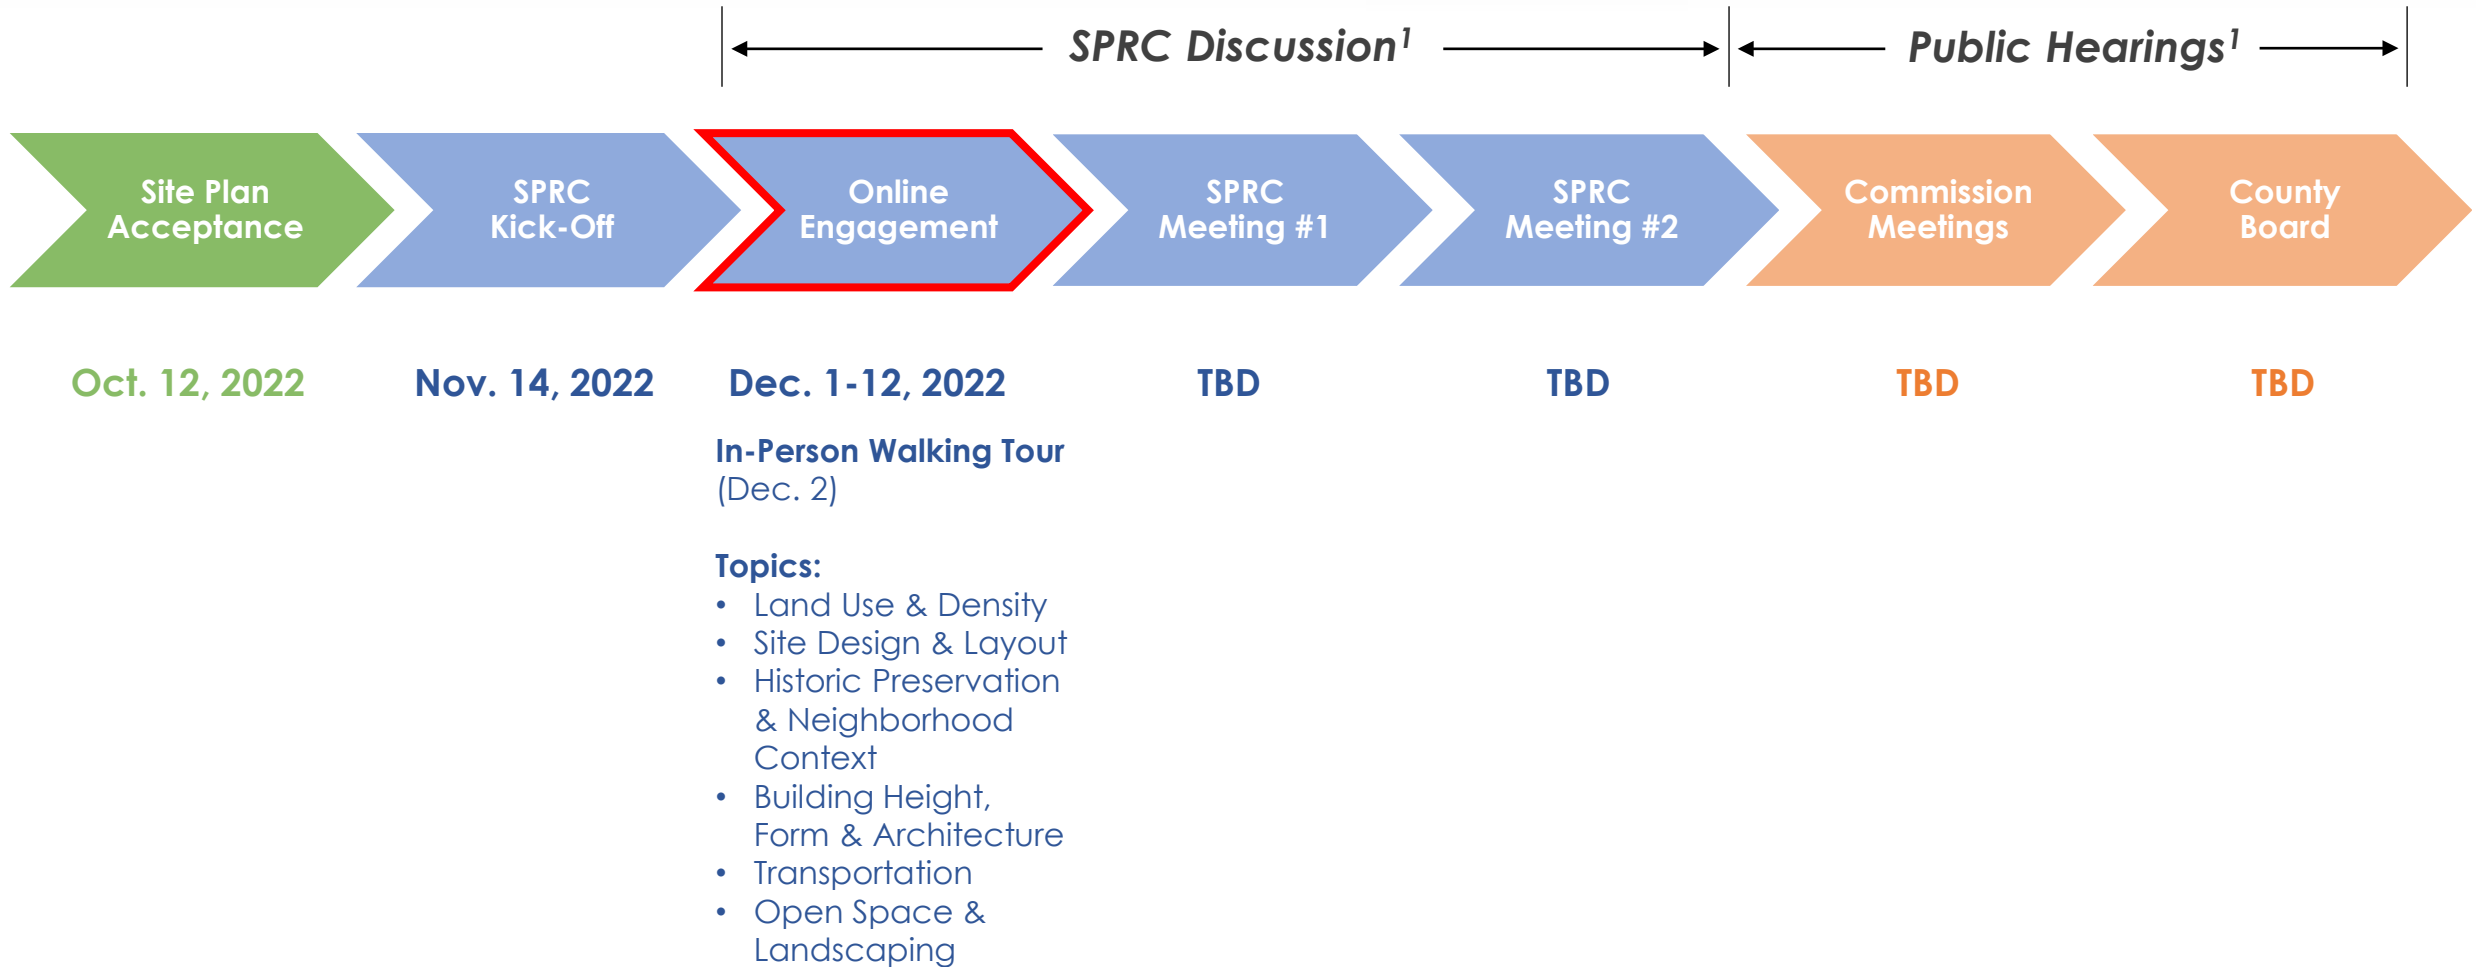 SPRC Discussion¹
Public Hearings¹
Site Plan
Acceptance
SPRC
Kick-Off
Online
Engagement
SPRC
Meeting #1
SPRC
Meeting #2
Commission
Meetings
County
Board
Oct. 12, 2022
Nov. 14, 2022
Dec. 1-12, 2022
TBD
TBD
TBD
TBD
In-Person Walking Tour
(Dec. 2)
Topics:
• Land Use & Density
• Site Design & Layout
• Historic Preservation
& Neighborhood
Context
• Building Height,
Form & Architecture
• Transportation
• Open Space &
Landscaping